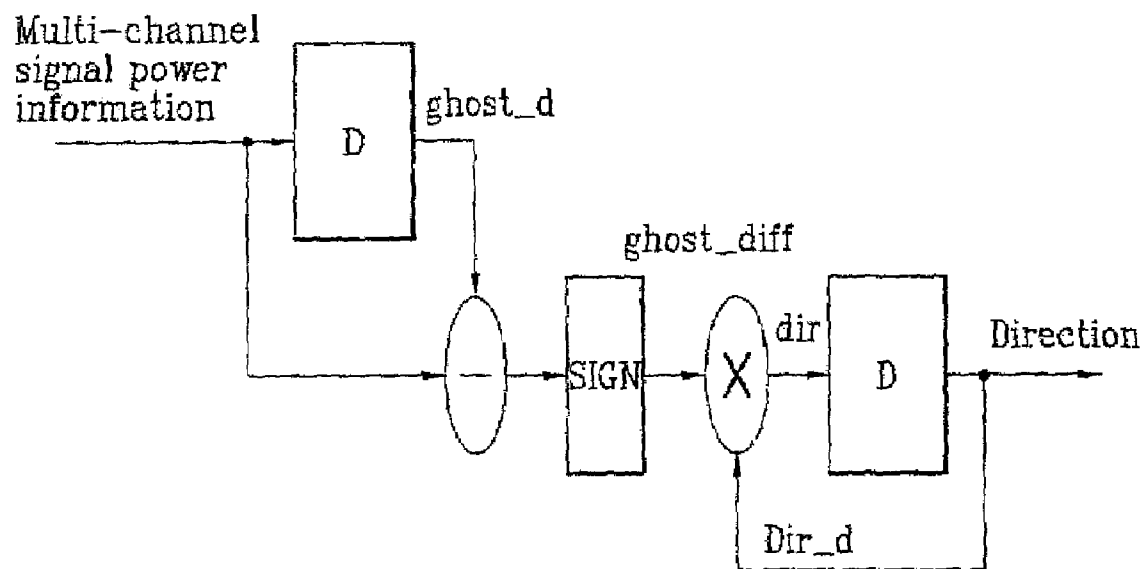 Multi-channel
signal power
information
D
ghost_d
ghost_diff
−
SIGN
X
dir
D
Direction
Dir_d